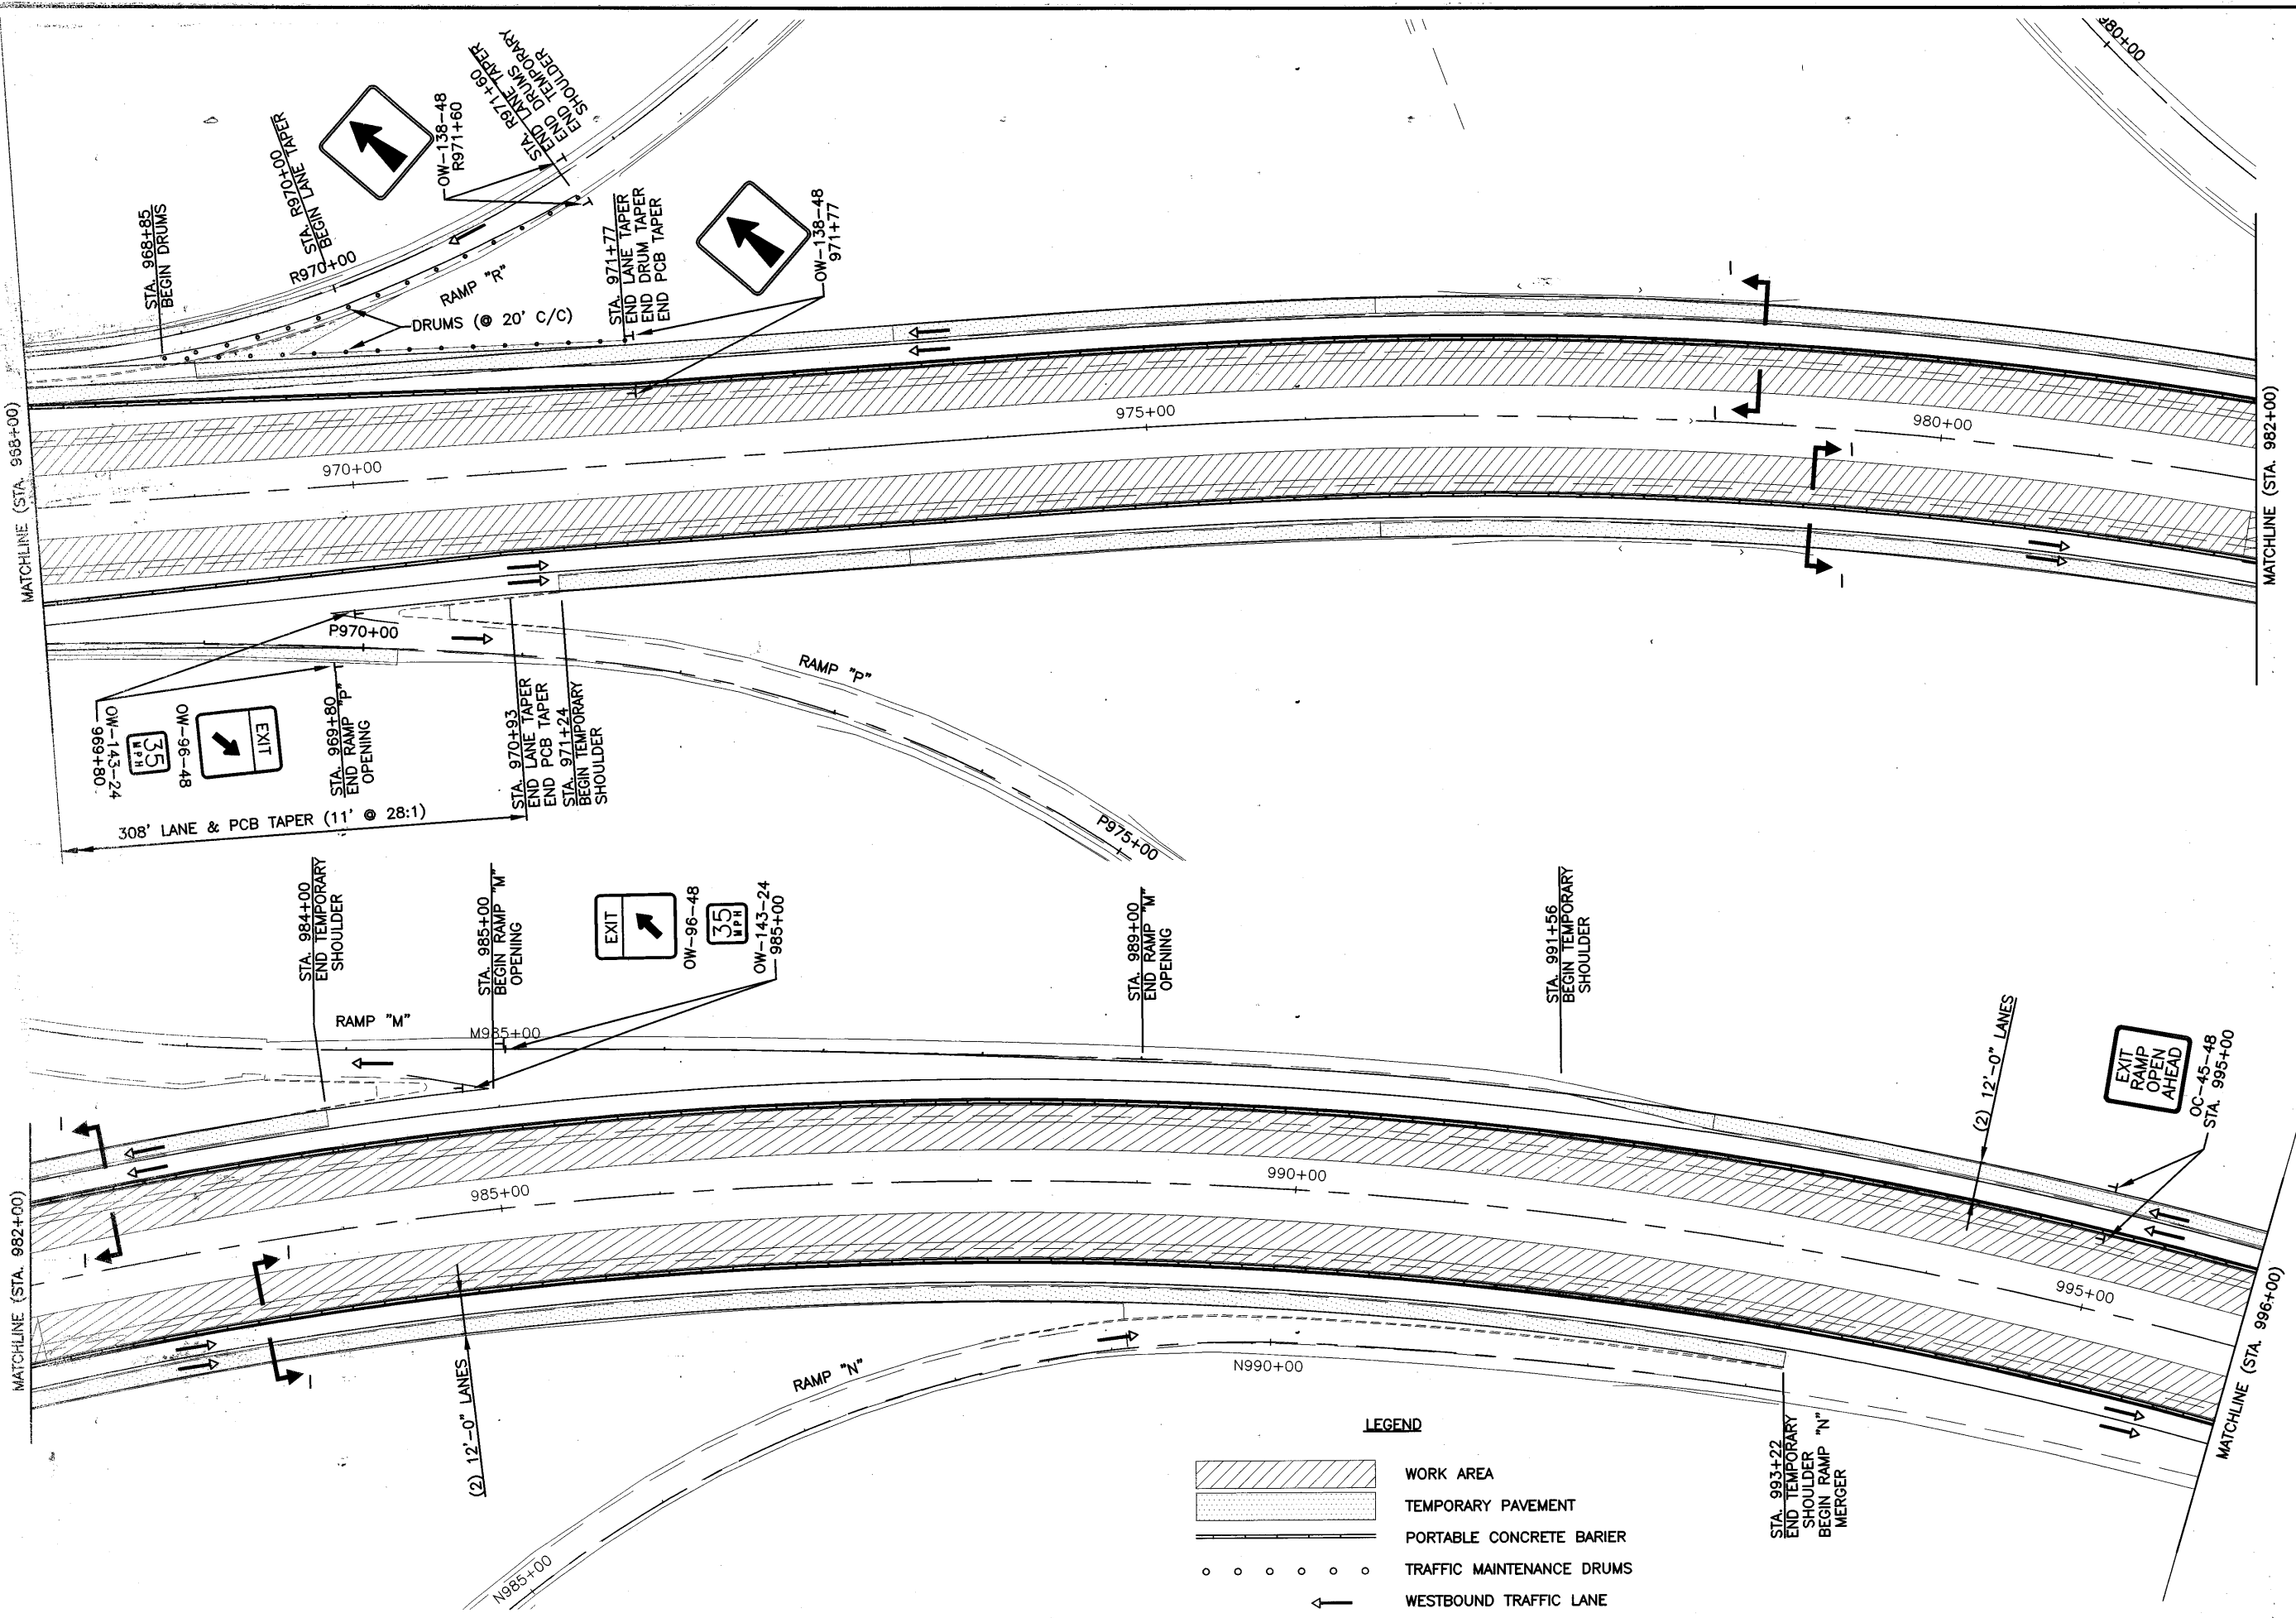 980+00
STA. R971+60
END LANE TAPER
END DRUMS
END TEMPORARY
SHOULDER
OW-138-48
R971+60
STA. R970+00
BEGIN LANE TAPER
STA. 968+85
BEGIN DRUMS
R970+00
RAMP "R"
DRUMS (@ 20' C/C)
STA. 971+77
END LANE TAPER
END DRUM TAPER
END PCB TAPER
OW-138-48
971+77
MATCHLINE (STA. 968+00)
970+00
975+00
980+00
I
I
I
I
MATCHLINE (STA. 982+00)
P970+00
RAMP "P"
P975+00
OW-143-24
969+80
35
MPH
OW-96-48
EXIT
STA. 969+80
END RAMP "P"
OPENING
STA. 970+93
END LANE TAPER
END PCB TAPER
STA. 971+24
BEGIN TEMPORARY
SHOULDER
308' LANE & PCB TAPER (11' @ 28:1)
STA. 984+00
END TEMPORARY
SHOULDER
STA. 985+00
BEGIN RAMP "M"
OPENING
EXIT
OW-96-48
35
MPH
OW-143-24
985+00
STA. 989+00
END RAMP "M"
OPENING
STA. 991+56
BEGIN TEMPORARY
SHOULDER
(2) 12'-0" LANES
EXIT
RAMP
OPEN
AHEAD
OC-45-48
STA. 995+00
RAMP "M"
M985+00
MATCHLINE (STA. 982+00)
I
I
I
I
985+00
990+00
995+00
MATCHLINE (STA. 996+00)
(2) 12'-0" LANES
RAMP "N"
N990+00
N985+00
STA. 993+22
END TEMPORARY
SHOULDER
BEGIN RAMP "N"
MERGER
LEGEND
WORK AREA
TEMPORARY PAVEMENT
PORTABLE CONCRETE BARIER
TRAFFIC MAINTENANCE DRUMS
WESTBOUND TRAFFIC LANE